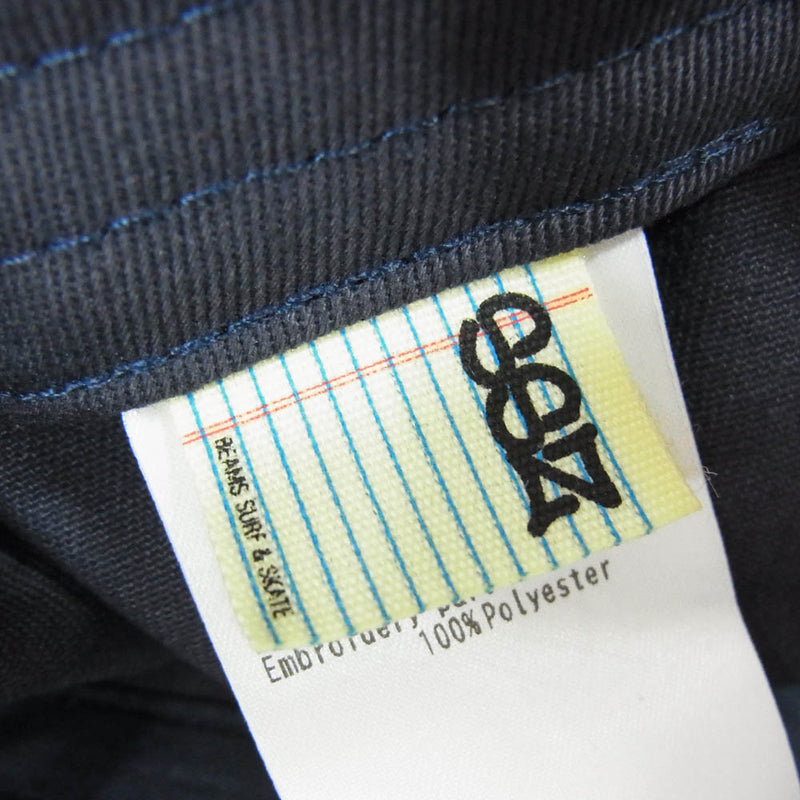 SSZ
BEAMS SURF & SKATE
Embroidery
100%Polyester